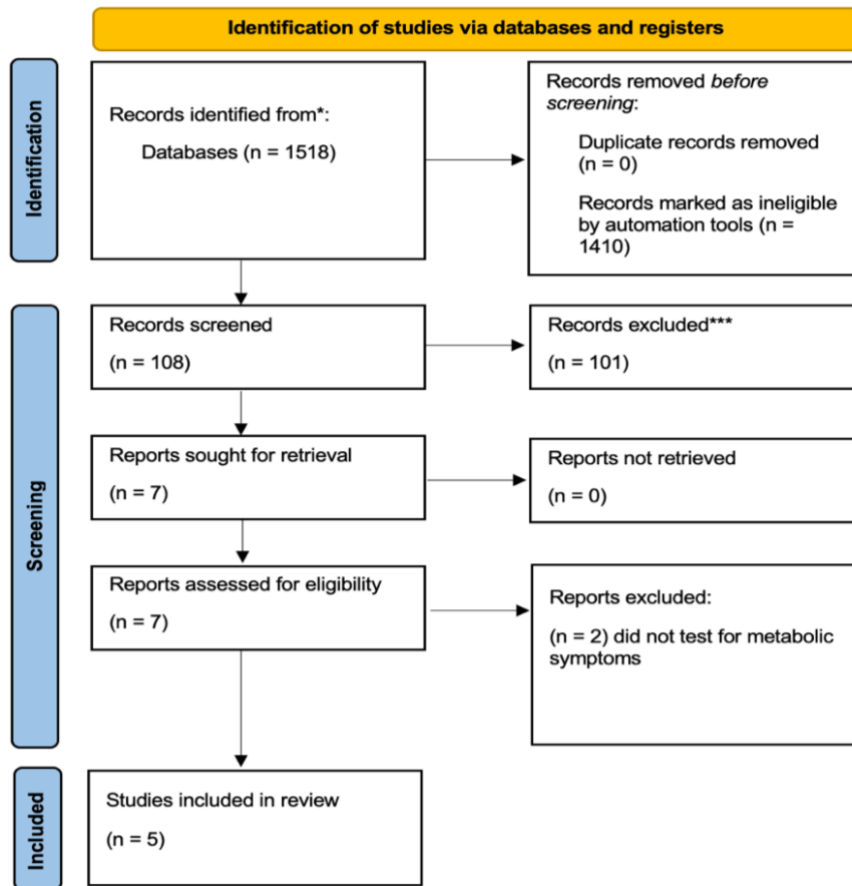 Identification of studies via databases and registers
Identification
Records identified from*:
Databases (n = 1518)
Records removed before
screening:
Duplicate records removed
(n = 0)
Records marked as ineligible
by automation tools (n =
1410)
Screening
Records screened
(n = 108)
Records excluded***
(n = 101)
Reports sought for retrieval
(n = 7)
Reports not retrieved
(n = 0)
Reports assessed for eligibility
(n = 7)
Reports excluded:
(n = 2) did not test for metabolic
symptoms
Included
Studies included in review
(n = 5)